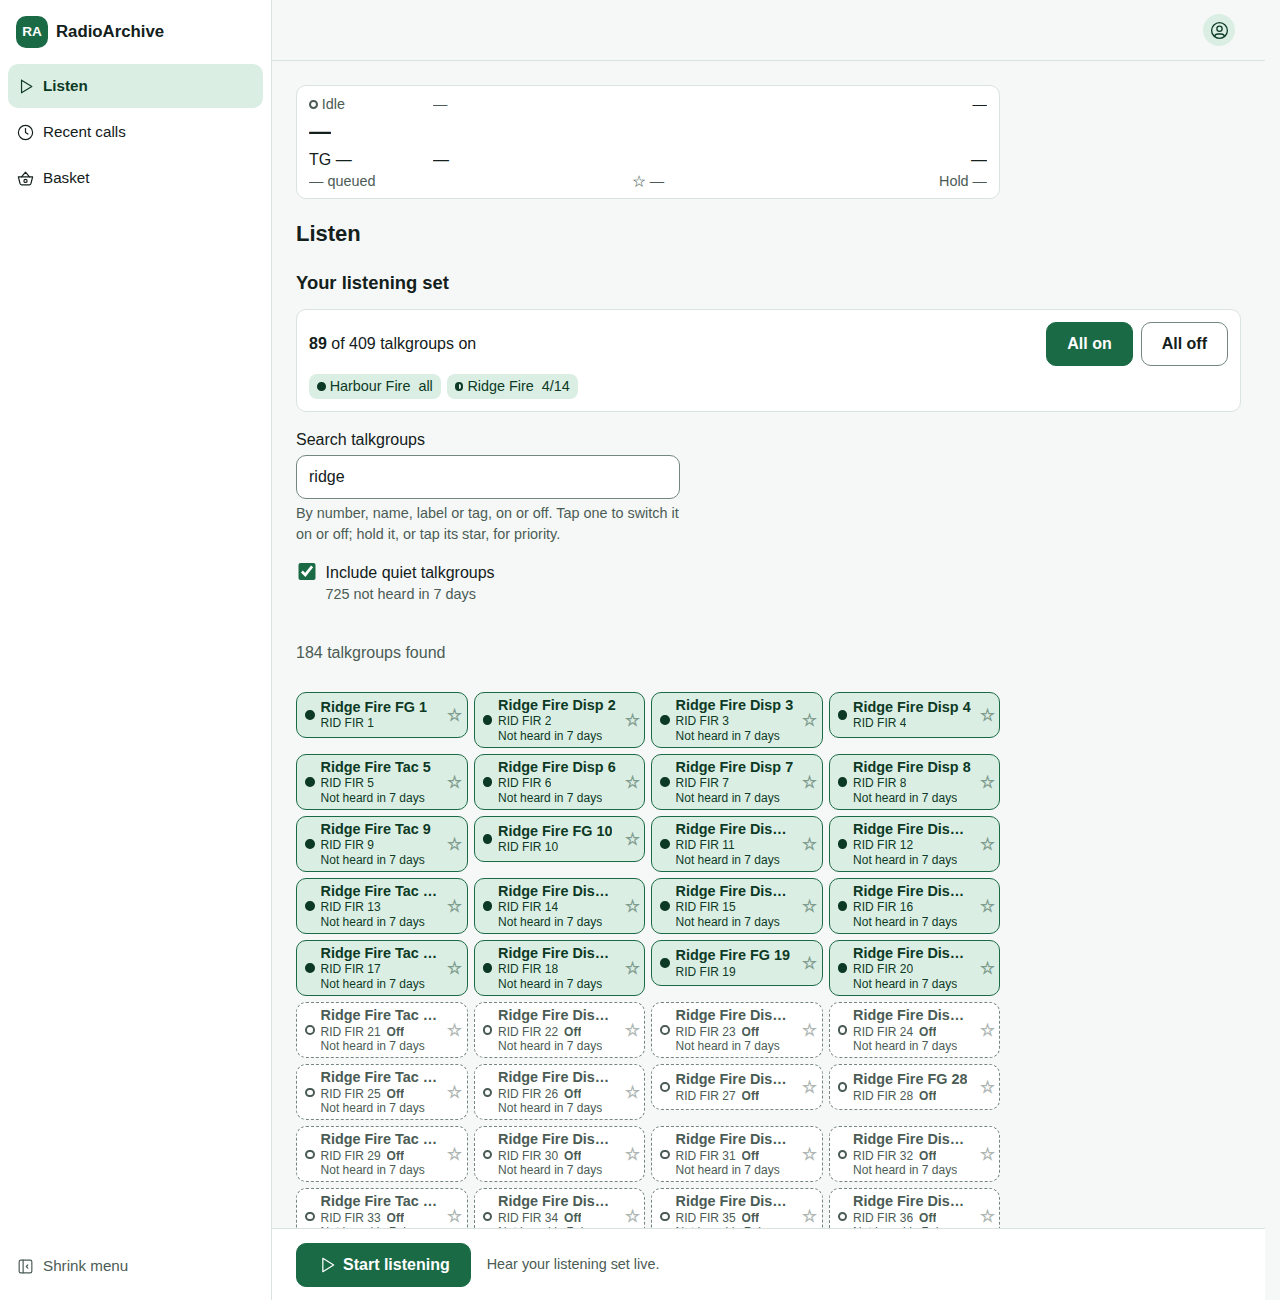 RA RadioArchive
Listen
Recent calls
Basket
Shrink menu
Idle — —
—
TG — — —
— queued ☆ — Hold —
Listen
Your listening set
89 of 409 talkgroups on All on All off
Harbour Fire all Ridge Fire 4/14
Search talkgroups
ridge
By number, name, label or tag, on or off. Tap one to switch it
on or off; hold it, or tap its star, for priority.
Include quiet talkgroups
725 not heard in 7 days
184 talkgroups found
Ridge Fire FG 1
RID FIR 1
Ridge Fire Disp 2
RID FIR 2
Not heard in 7 days
Ridge Fire Disp 3
RID FIR 3
Not heard in 7 days
Ridge Fire Disp 4
RID FIR 4
Ridge Fire Tac 5
RID FIR 5
Not heard in 7 days
Ridge Fire Disp 6
RID FIR 6
Not heard in 7 days
Ridge Fire Disp 7
RID FIR 7
Not heard in 7 days
Ridge Fire Disp 8
RID FIR 8
Not heard in 7 days
Ridge Fire Tac 9
RID FIR 9
Not heard in 7 days
Ridge Fire FG 10
RID FIR 10
Ridge Fire Dis…
RID FIR 11
Not heard in 7 days
Ridge Fire Dis…
RID FIR 12
Not heard in 7 days
Ridge Fire Tac …
RID FIR 13
Not heard in 7 days
Ridge Fire Dis…
RID FIR 14
Not heard in 7 days
Ridge Fire Dis…
RID FIR 15
Not heard in 7 days
Ridge Fire Dis…
RID FIR 16
Not heard in 7 days
Ridge Fire Tac …
RID FIR 17
Not heard in 7 days
Ridge Fire Dis…
RID FIR 18
Not heard in 7 days
Ridge Fire FG 19
RID FIR 19
Ridge Fire Dis…
RID FIR 20
Not heard in 7 days
Ridge Fire Tac …
RID FIR 21 Off
Not heard in 7 days
Ridge Fire Dis…
RID FIR 22 Off
Not heard in 7 days
Ridge Fire Dis…
RID FIR 23 Off
Not heard in 7 days
Ridge Fire Dis…
RID FIR 24 Off
Not heard in 7 days
Ridge Fire Tac …
RID FIR 25 Off
Not heard in 7 days
Ridge Fire Dis…
RID FIR 26 Off
Not heard in 7 days
Ridge Fire Dis…
RID FIR 27 Off
Ridge Fire FG 28
RID FIR 28 Off
Ridge Fire Tac …
RID FIR 29 Off
Not heard in 7 days
Ridge Fire Dis…
RID FIR 30 Off
Not heard in 7 days
Ridge Fire Dis…
RID FIR 31 Off
Not heard in 7 days
Ridge Fire Dis…
RID FIR 32 Off
Not heard in 7 days
Ridge Fire Tac …
RID FIR 33 Off
Ridge Fire Dis…
RID FIR 34 Off
Ridge Fire Dis…
RID FIR 35 Off
Ridge Fire Dis…
RID FIR 36 Off
Start listening Hear your listening set live.